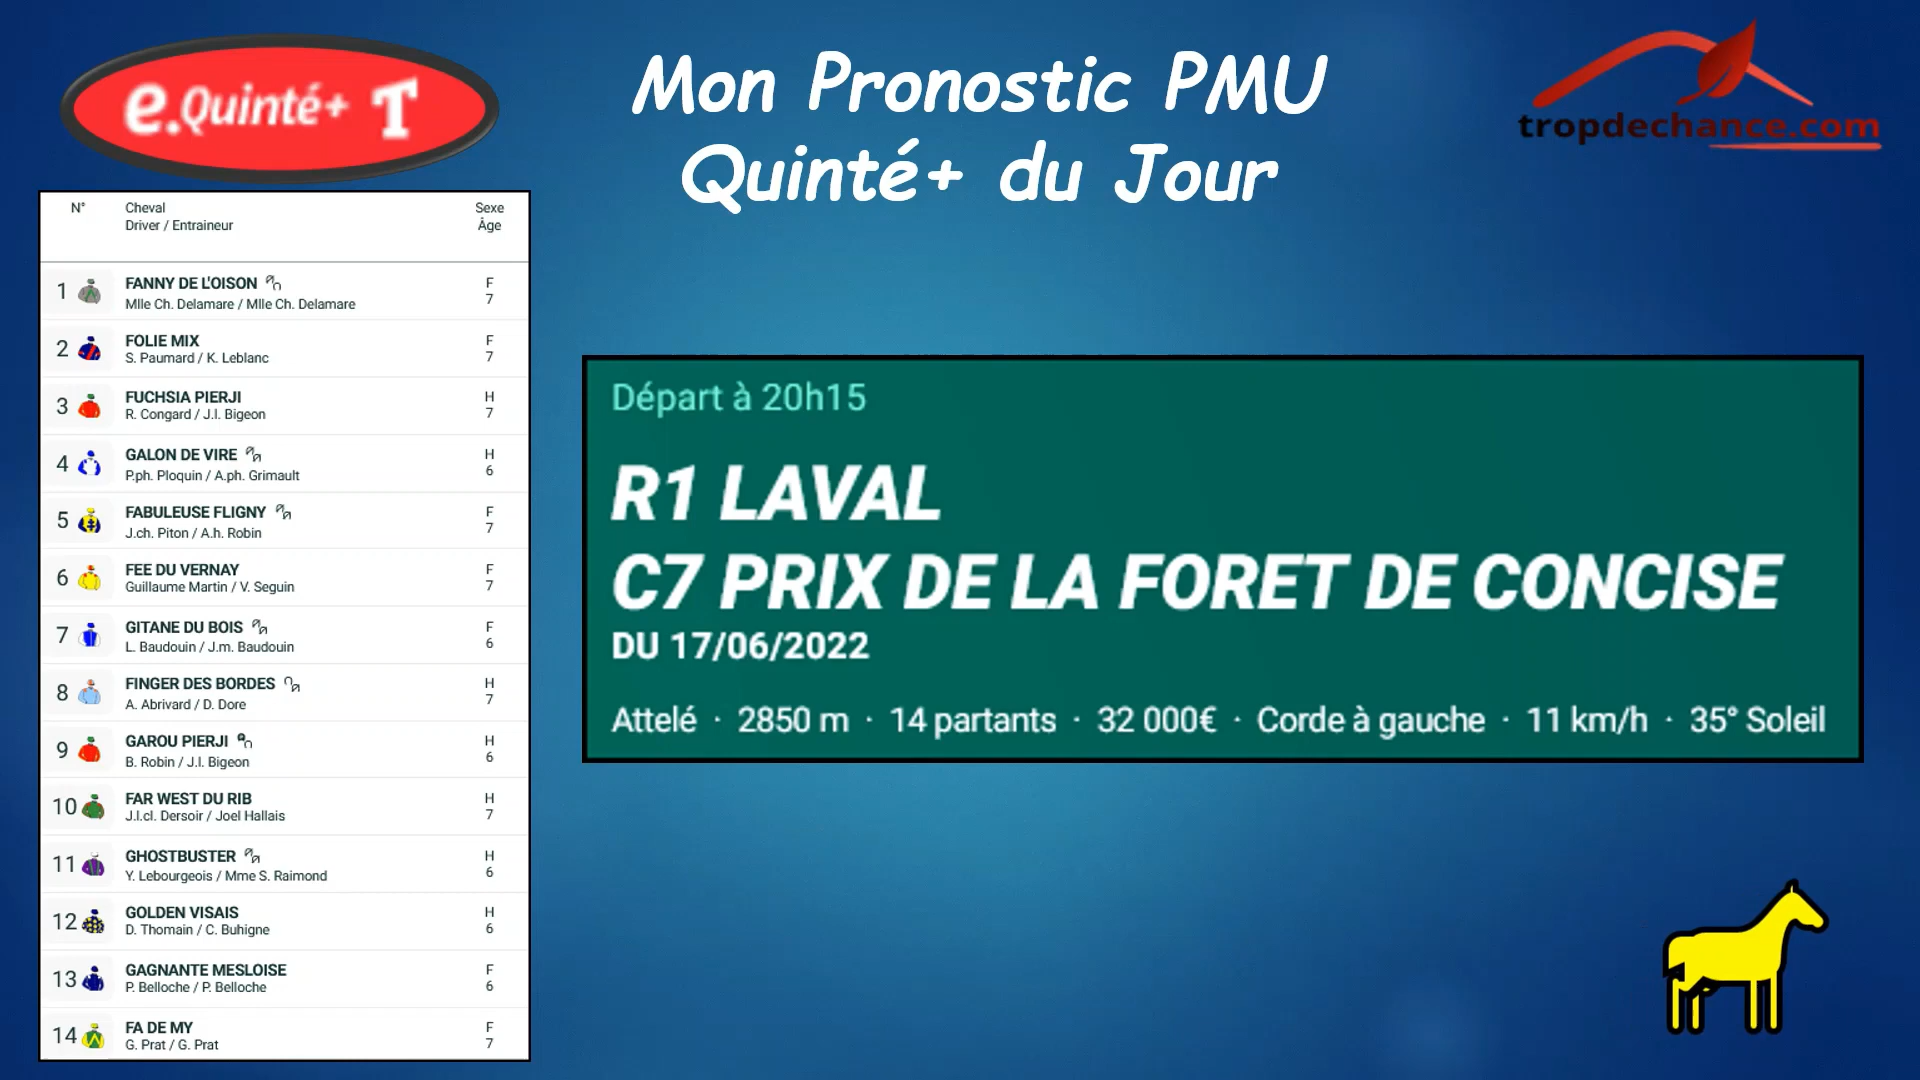 e.Quinté+ T
Mon Pronostic PMU
Quinté+ du Jour
tropdechance.com
N° Cheval Sexe
Driver / Entraineur Âge
1 FANNY DE L'OISON F
Mlle Ch. Delamare / Mlle Ch. Delamare 7
2 FOLIE MIX F
S. Paumard / K. Leblanc 7
3 FUCHSIA PIERJI H
R. Congard / J.l. Bigeon 7
4 GALON DE VIRE H
P.ph. Ploquin / A.ph. Grimault 6
5 FABULEUSE FLIGNY F
J.ch. Piton / A.h. Robin 7
6 FEE DU VERNAY F
Guillaume Martin / V. Seguin 7
7 GITANE DU BOIS F
L. Baudouin / J.m. Baudouin 6
8 FINGER DES BORDES H
A. Abrivard / D. Dore 7
9 GAROU PIERJI H
B. Robin / J.l. Bigeon 6
10 FAR WEST DU RIB H
J.l.cl. Dersoir / Joel Hallais 7
11 GHOSTBUSTER H
Y. Lebourgeois / Mme S. Raimond 6
12 GOLDEN VISAIS H
D. Thomain / C. Buhigne 6
13 GAGNANTE MESLOISE F
P. Belloche / P. Belloche 6
14 FA DE MY F
G. Prat / G. Prat 7
Départ à 20h15
R1 LAVAL
C7 PRIX DE LA FORET DE CONCISE
DU 17/06/2022
Attelé · 2850 m · 14 partants · 32 000€ · Corde à gauche · 11 km/h · 35° Soleil